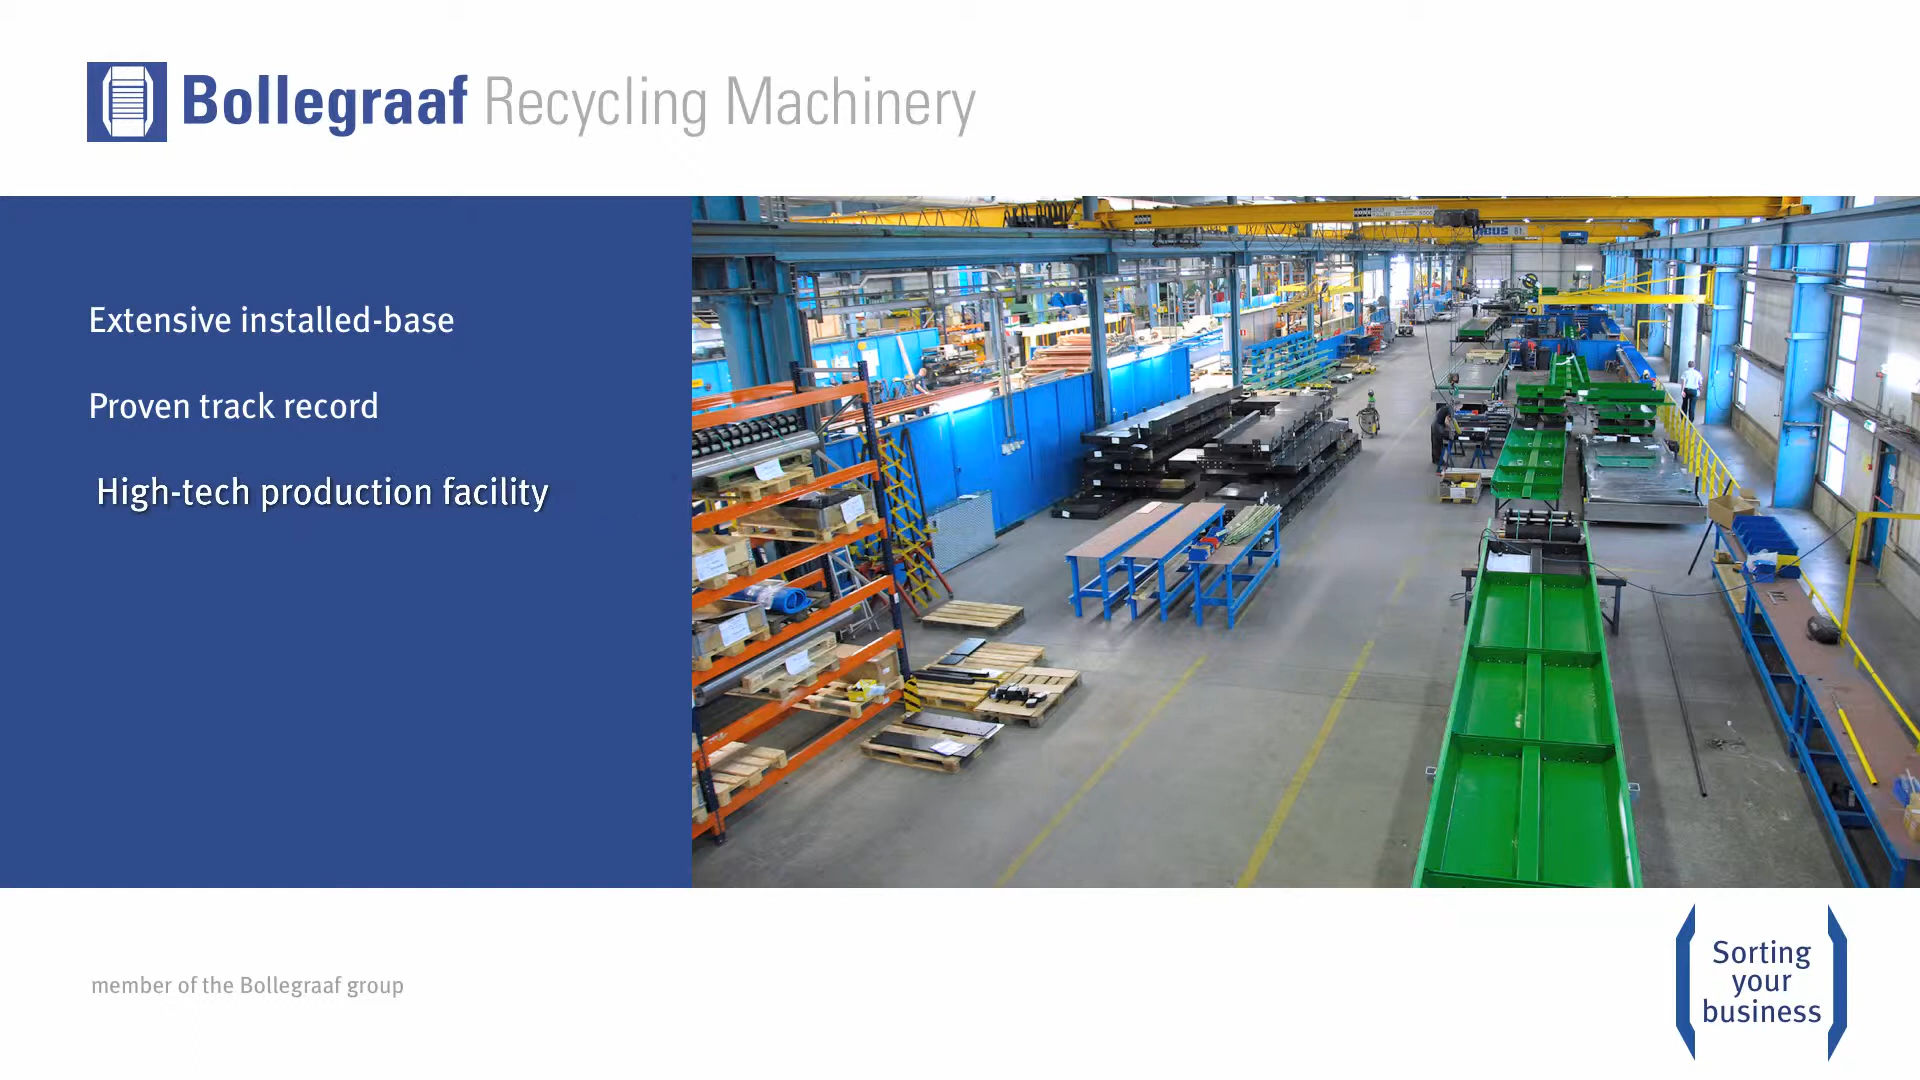 Bollegraaf Recycling Machinery
Extensive installed-base
Proven track record
High-tech production facility
member of the Bollegraaf group
Sorting
your
business